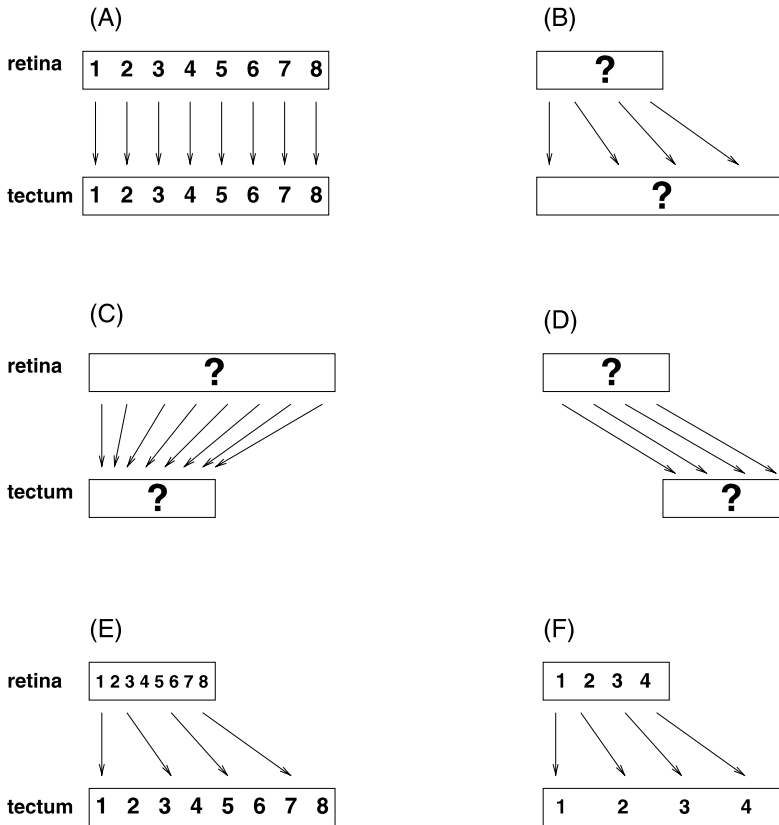 (A) (B)
retina 1 2 3 4 5 6 7 8 ?
tectum 1 2 3 4 5 6 7 8 ?
(C) (D)
retina ? ?
tectum ? ?
(E) (F)
retina 1 2 3 4 5 6 7 8 1 2 3 4
tectum 1 2 3 4 5 6 7 8 1 2 3 4